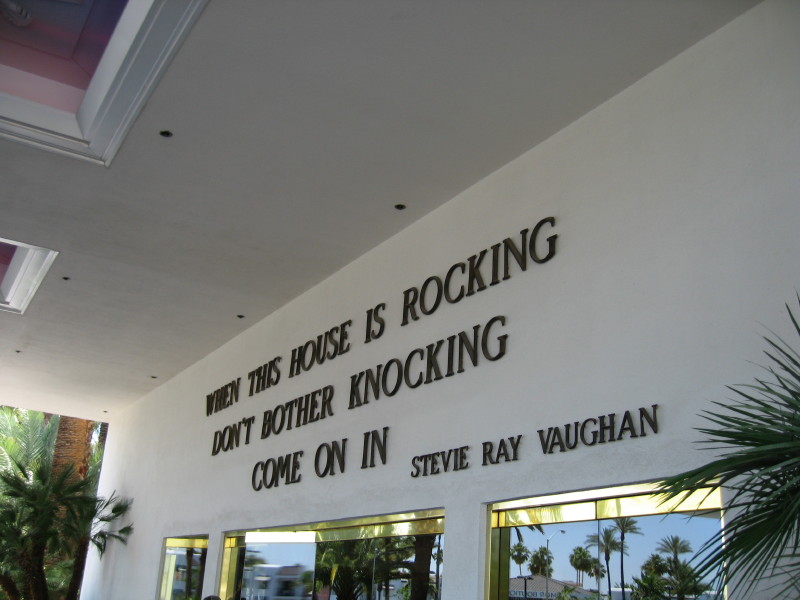 WHEN THIS HOUSE IS ROCKING
DON'T BOTHER KNOCKING
COME ON IN STEVIE RAY VAUGHAN